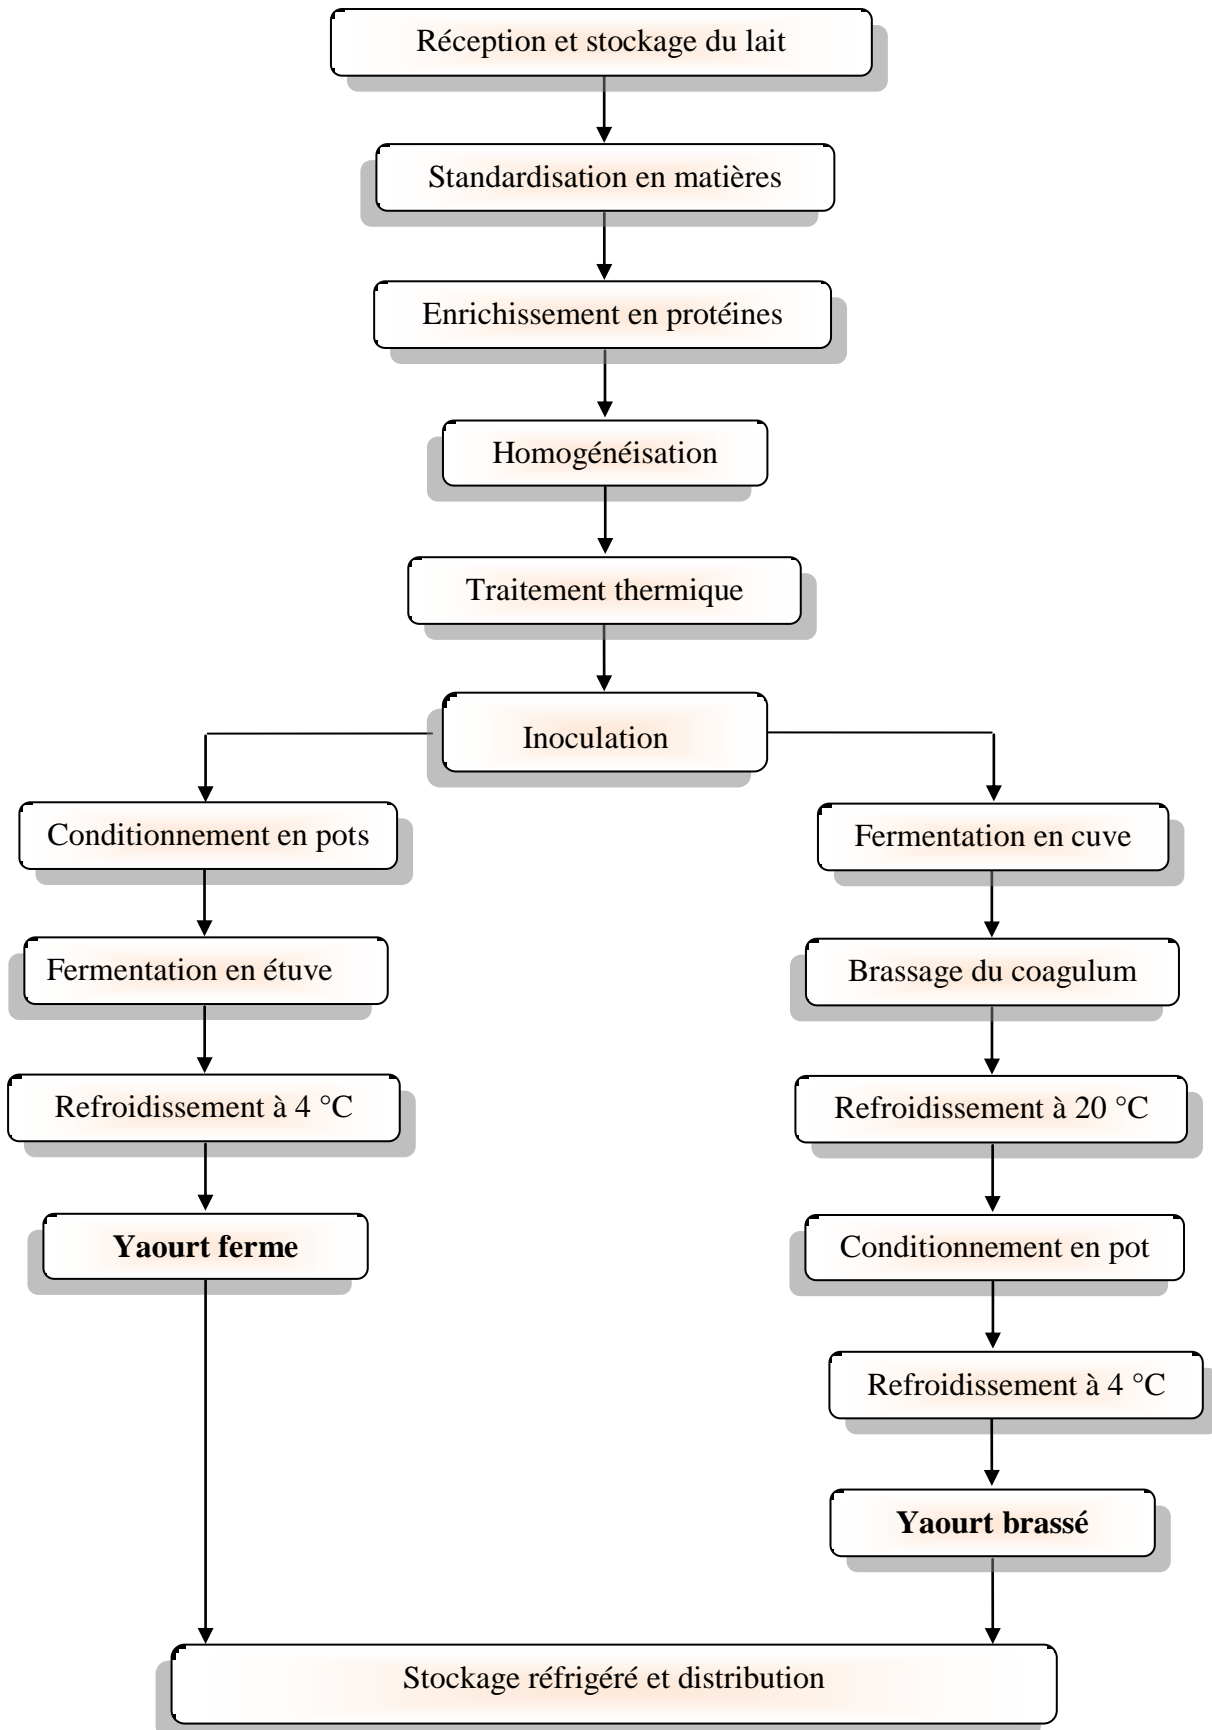 Réception et stockage du lait
Standardisation en matières
Enrichissement en protéines
Homogénéisation
Traitement thermique
Inoculation
Conditionnement en pots
Fermentation en étuve
Refroidissement à 4 °C
Yaourt ferme
Fermentation en cuve
Brassage du coagulum
Refroidissement à 20 °C
Conditionnement en pot
Refroidissement à 4 °C
Yaourt brassé
Stockage réfrigéré et distribution